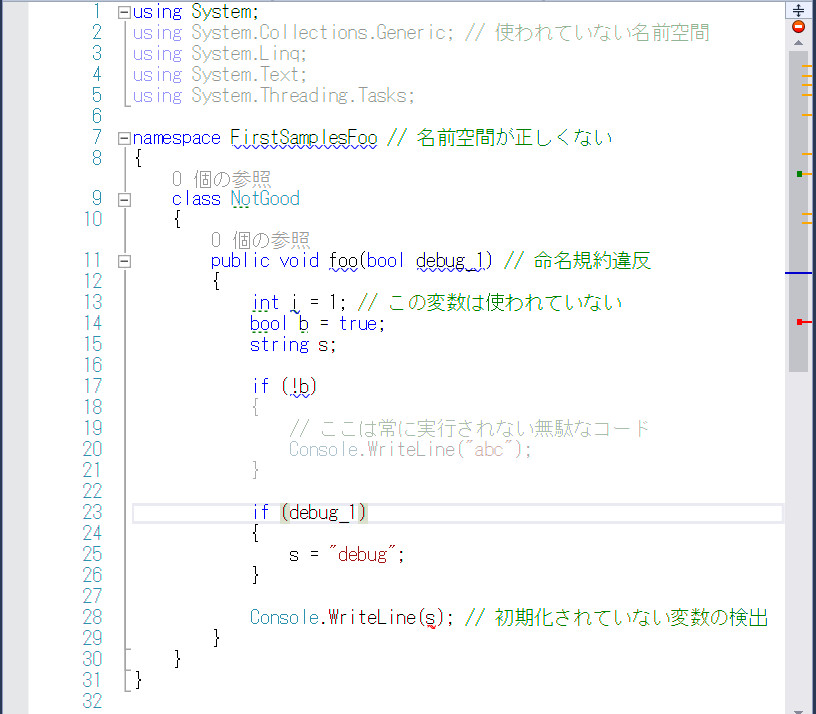 1 using System;
2 using System.Collections.Generic; // 使われていない名前空間
3 using System.Linq;
4 using System.Text;
5 using System.Threading.Tasks;
6
7 namespace FirstSamplesFoo // 名前空間が正しくない
8 {
0 個の参照
9 class NotGood
10 {
0 個の参照
11 public void foo(bool debug_1) // 命名規約違反
12 {
13 int i = 1; // この変数は使われていない
14 bool b = true;
15 string s;
16
17 if (!b)
18 {
19 // ここは常に実行されない無駄なコード
20 Console.WriteLine("abc");
21 }
22
23 if (debug_1)
24 {
25 s = "debug";
26 }
27
28 Console.WriteLine(s); // 初期化されていない変数の検出
29 }
30 }
31 }
32